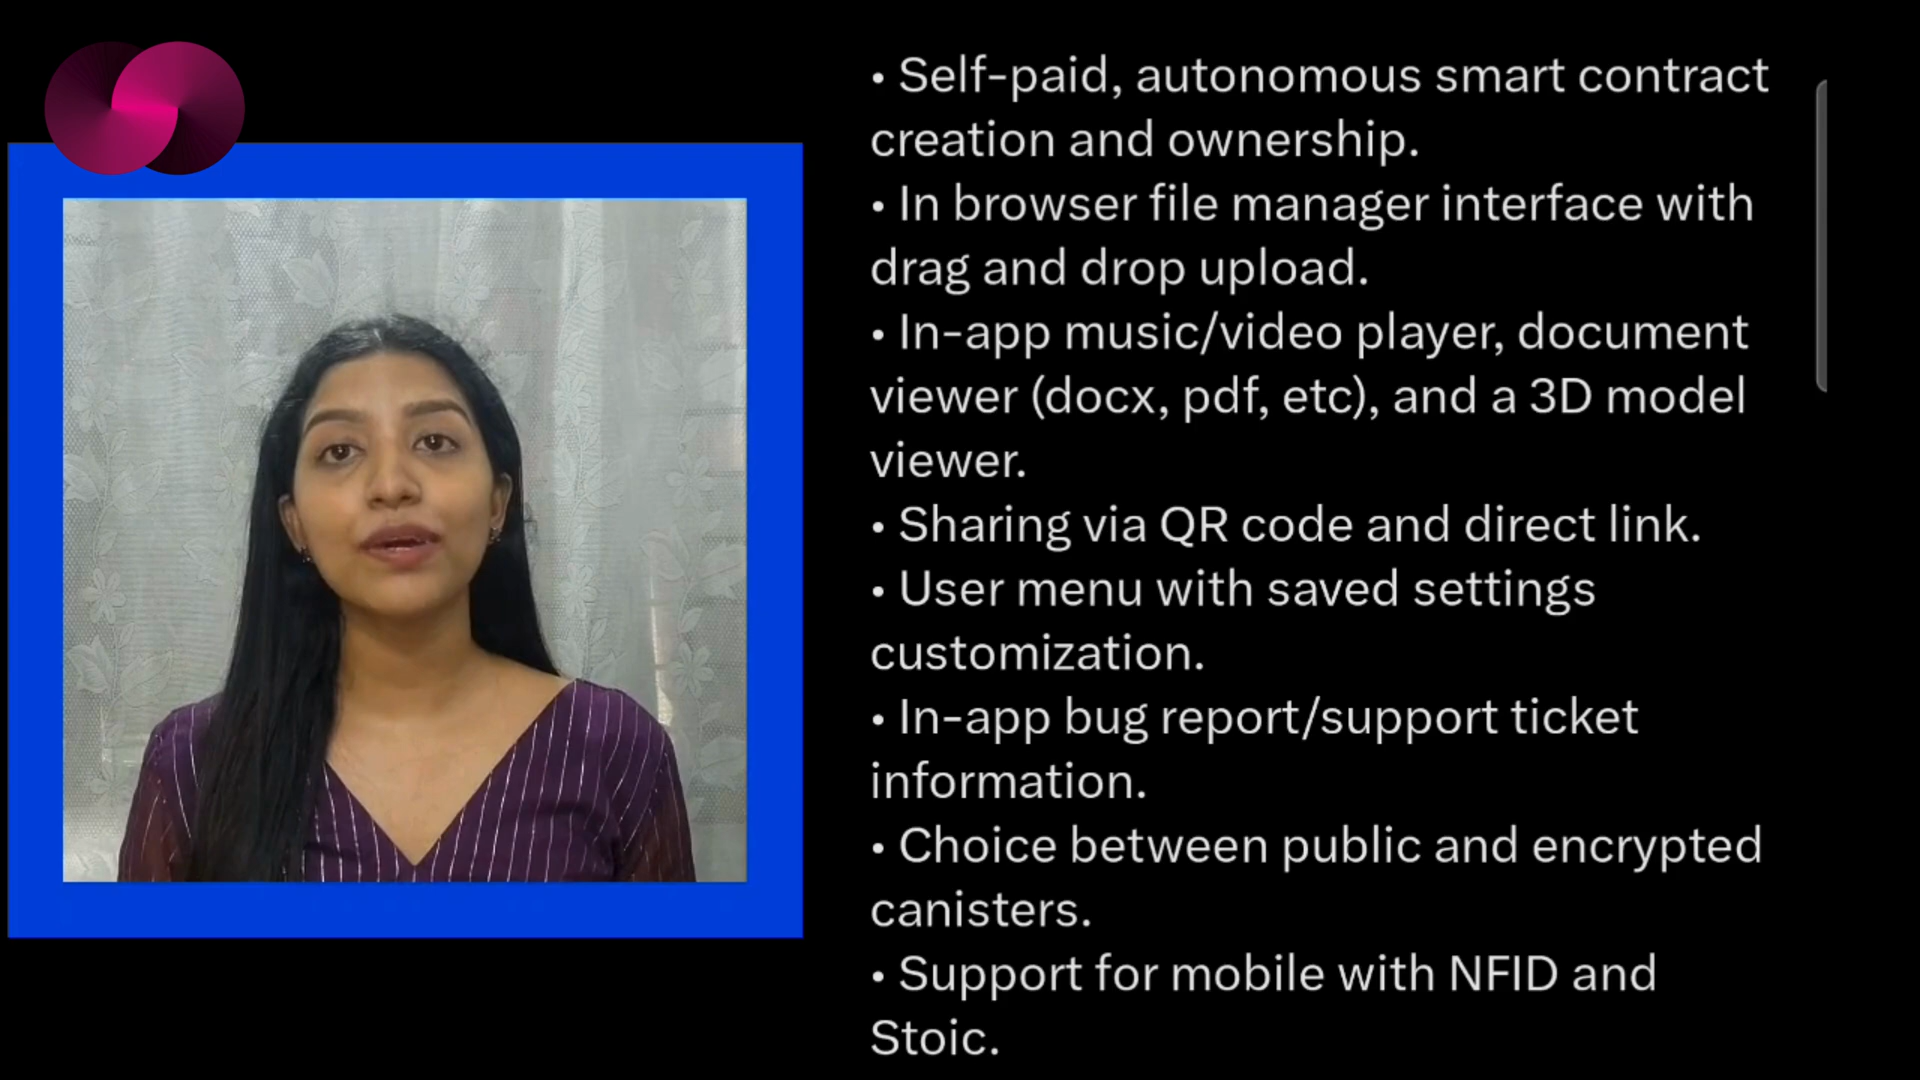 • Self-paid, autonomous smart contract
creation and ownership.
• In browser file manager interface with
drag and drop upload.
• In-app music/video player, document
viewer (docx, pdf, etc), and a 3D model
viewer.
• Sharing via QR code and direct link.
• User menu with saved settings
customization.
• In-app bug report/support ticket
information.
• Choice between public and encrypted
canisters.
• Support for mobile with NFID and
Stoic.